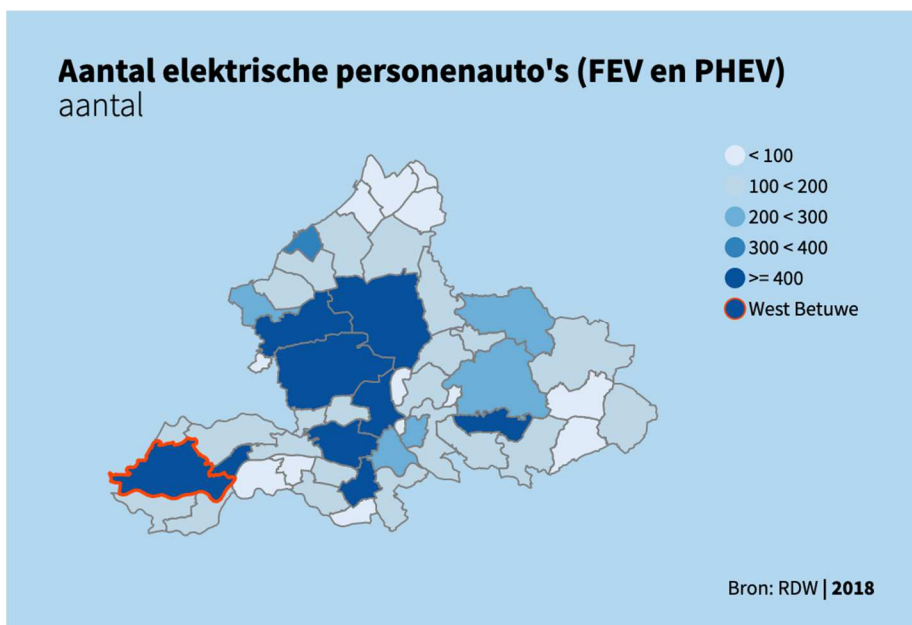 Aantal elektrische personenauto's (FEV en PHEV)
aantal
< 100
100 < 200
200 < 300
300 < 400
>= 400
West Betuwe
Bron: RDW | 2018